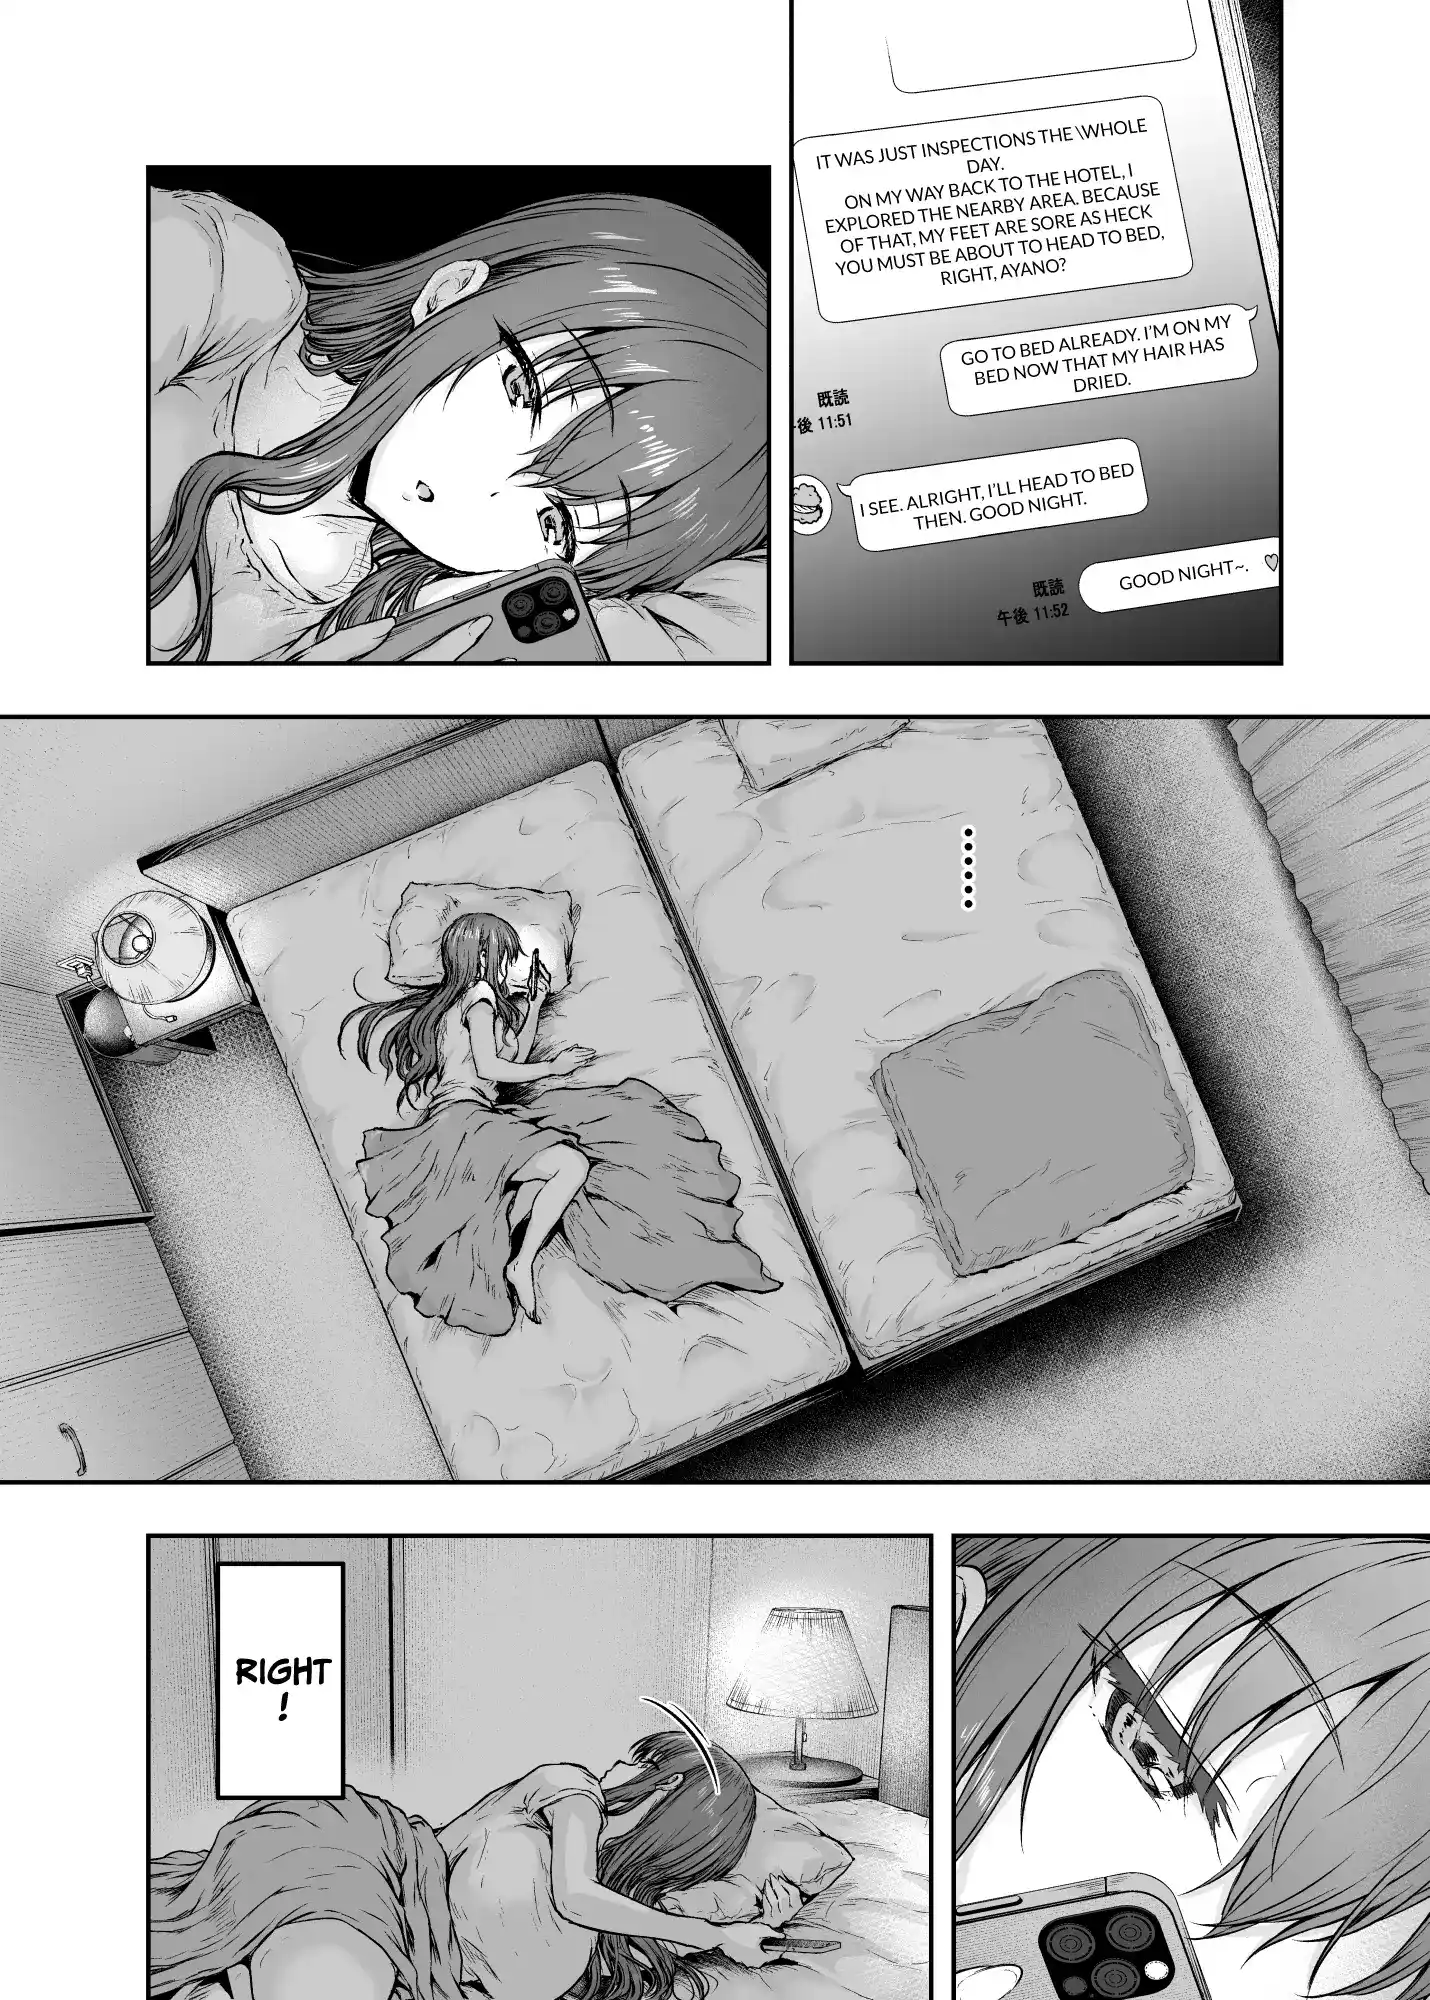 IT WAS JUST INSPECTIONS THE \WHOLE
DAY.
ON MY WAY BACK TO THE HOTEL, I
EXPLORED THE NEARBY AREA. BECAUSE
OF THAT, MY FEET ARE SORE AS HECK
YOU MUST BE ABOUT TO HEAD TO BED,
RIGHT, AYANO?
GO TO BED ALREADY. I'M ON MY
BED NOW THAT MY HAIR HAS
DRIED.
既読
午後 11:51
I SEE. ALRIGHT, I'LL HEAD TO BED
THEN. GOOD NIGHT.
GOOD NIGHT~. ♡
既読
午後 11:52
......
RIGHT
!